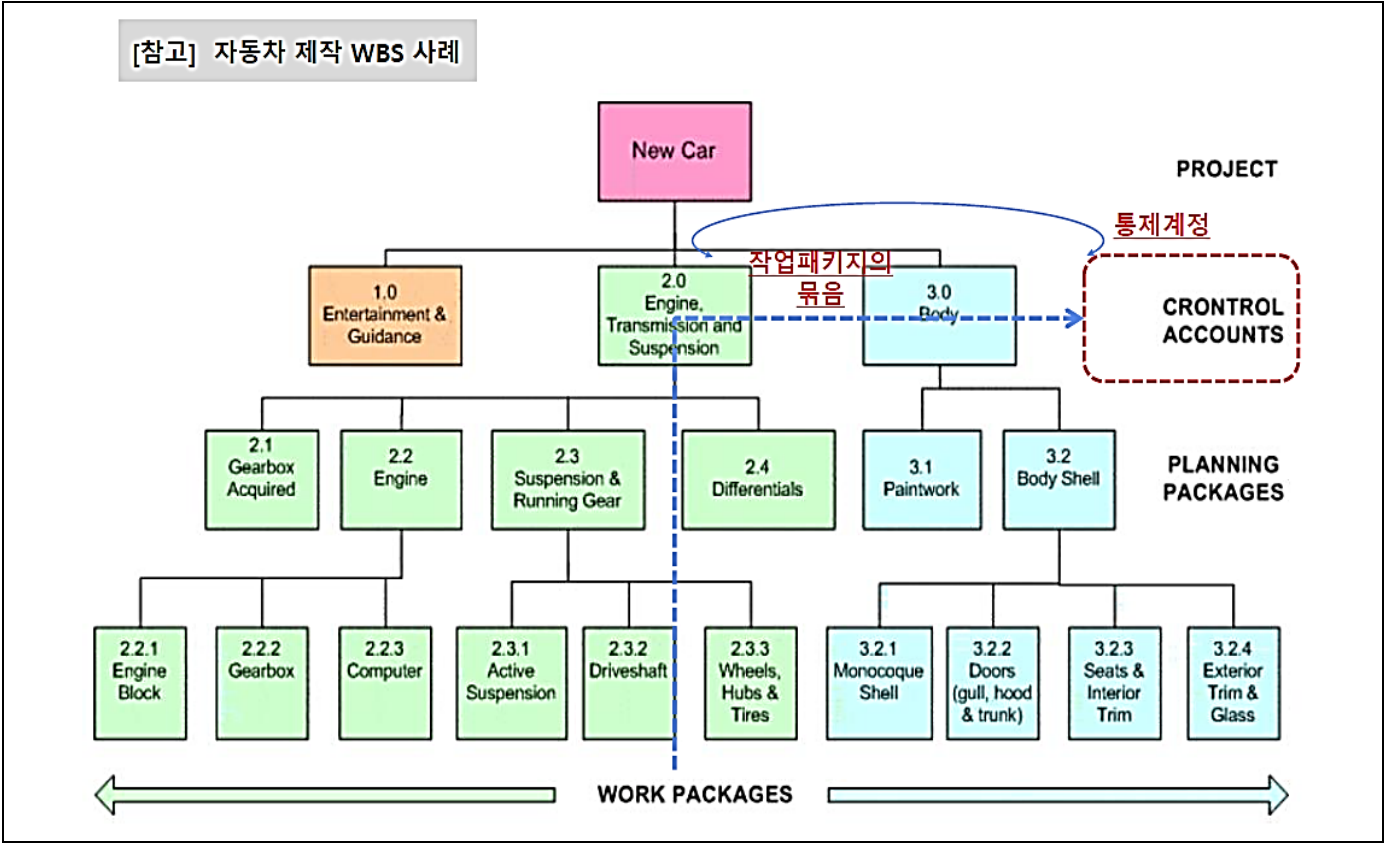 [참고] 자동차 제작 WBS 사례
New Car
PROJECT
통제계정
작업패키지의
묶음
1.0
Entertainment &
Guidance
2.0
Engine,
Transmission and
Suspension
3.0
Body
CRONTROL
ACCOUNTS
2.1
Gearbox
Acquired
2.2
Engine
2.3
Suspension &
Running Gear
2.4
Differentials
3.1
Paintwork
3.2
Body Shell
PLANNING
PACKAGES
2.2.1
Engine
Block
2.2.2
Gearbox
2.2.3
Computer
2.3.1
Active
Suspension
2.3.2
Driveshaft
2.3.3
Wheels,
Hubs &
Tires
3.2.1
Monocoque
Shell
3.2.2
Doors
(gull, hood
& trunk)
3.2.3
Seats &
Interior
Trim
3.2.4
Exterior
Trim &
Glass
WORK PACKAGES